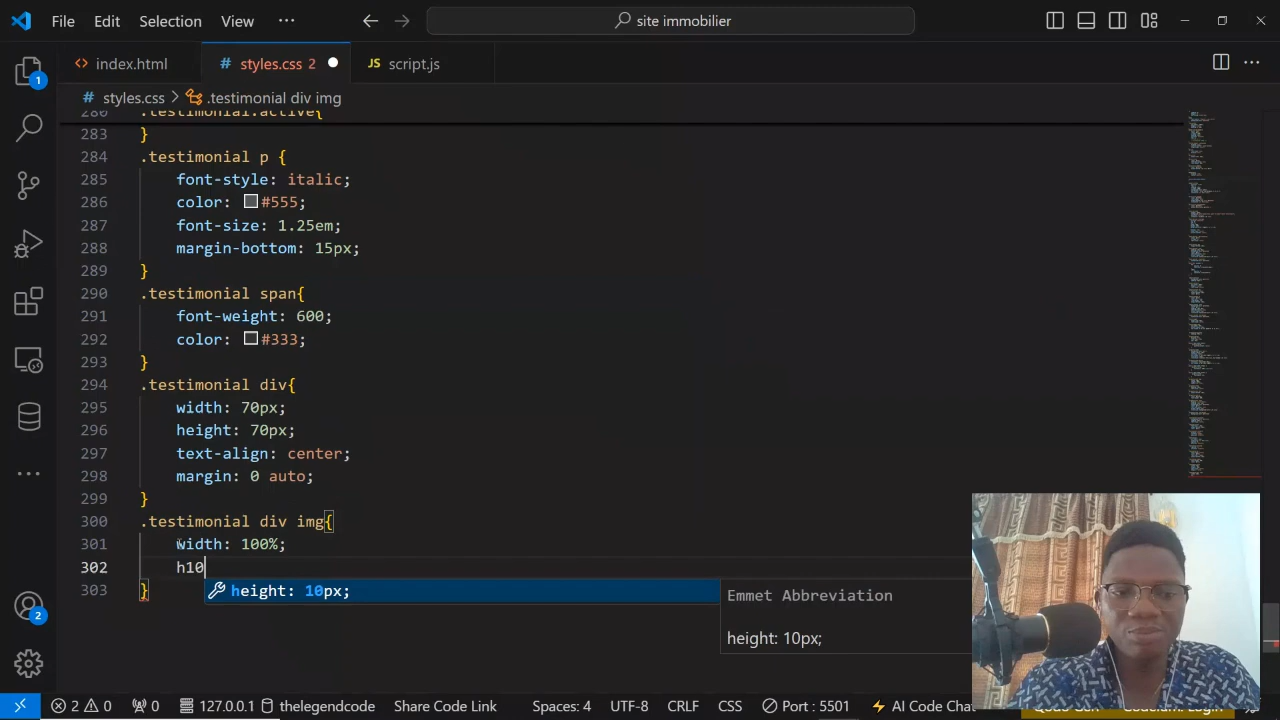 File Edit Selection View ··· site immobilier
index.html styles.css 2 script.js
styles.css > .testimonial div img
280 .testimonial.active{
283 }
284 .testimonial p {
285 font-style: italic;
286 color: #555;
287 font-size: 1.25em;
288 margin-bottom: 15px;
289 }
290 .testimonial span{
291 font-weight: 600;
292 color: #333;
293 }
294 .testimonial div{
295 width: 70px;
296 height: 70px;
297 text-align: center;
298 margin: 0 auto;
299 }
300 .testimonial div img{
301 width: 100%;
302 h10
303 }
height: 10px;
Emmet Abbreviation
height: 10px;
1
2
2 0 0 127.0.0.1 thelegendcode Share Code Link Spaces: 4 UTF-8 CRLF CSS Port : 5501 AI Code Chat